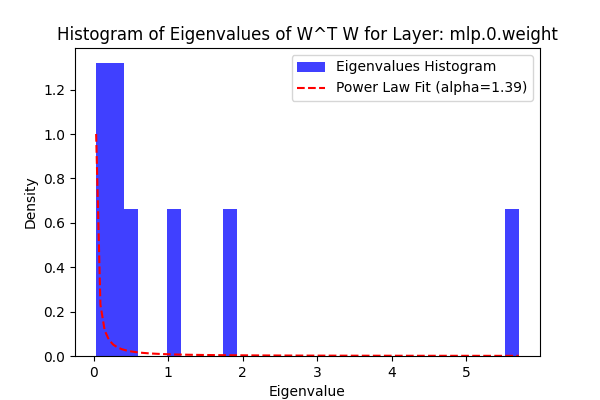 Histogram of Eigenvalues of W^T W for Layer: mlp.0.weight
Eigenvalues Histogram
Power Law Fit (alpha=1.39)
Density
1.2
1.0
0.8
0.6
0.4
0.2
0.0
0 1 2 3 4 5
Eigenvalue